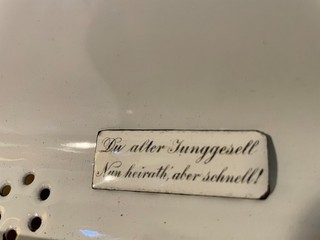 Du alter Junggesell
Nun heirath, aber schnell!